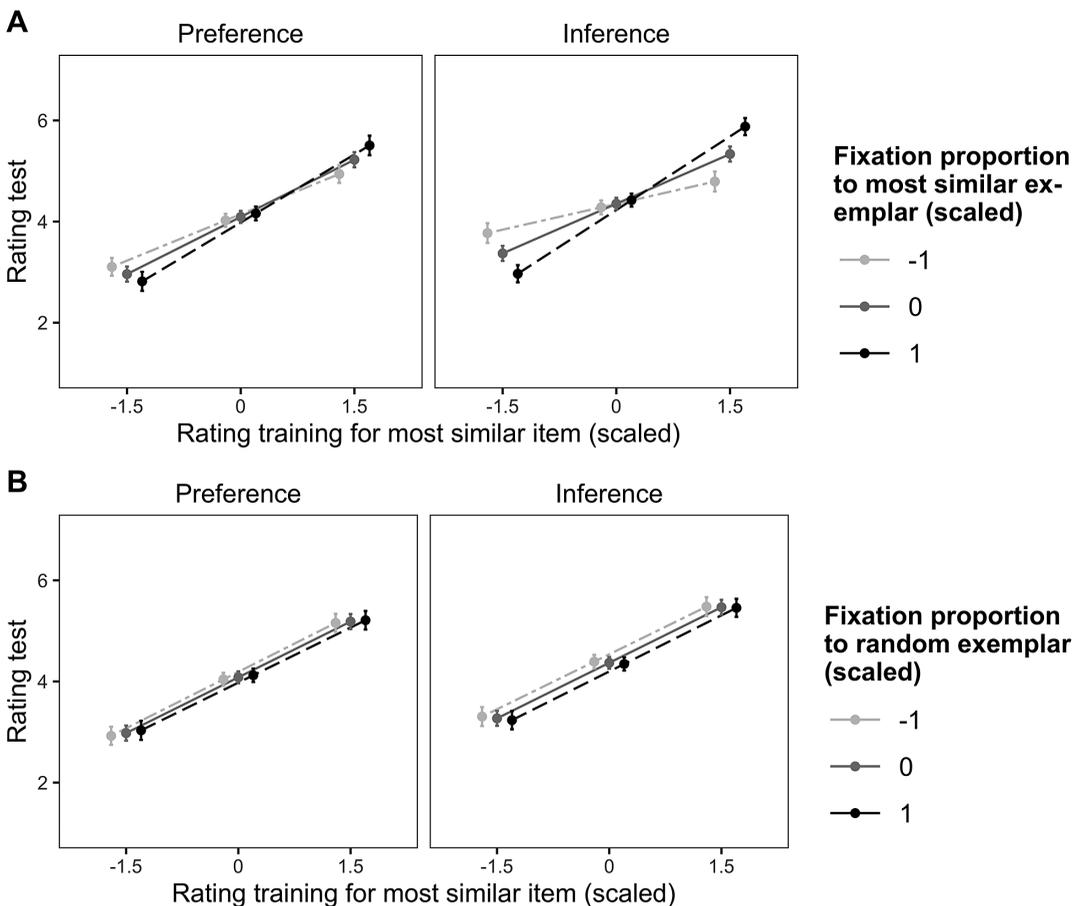 A
Preference
Inference
Rating test
6
4
2
-1.5
0
1.5
-1.5
0
1.5
Rating training for most similar item (scaled)
Fixation proportion
to most similar ex-
emplar (scaled)
-1
0
1
B
Preference
Inference
Rating test
6
4
2
-1.5
0
1.5
-1.5
0
1.5
Rating training for most similar item (scaled)
Fixation proportion
to random exemplar
(scaled)
-1
0
1